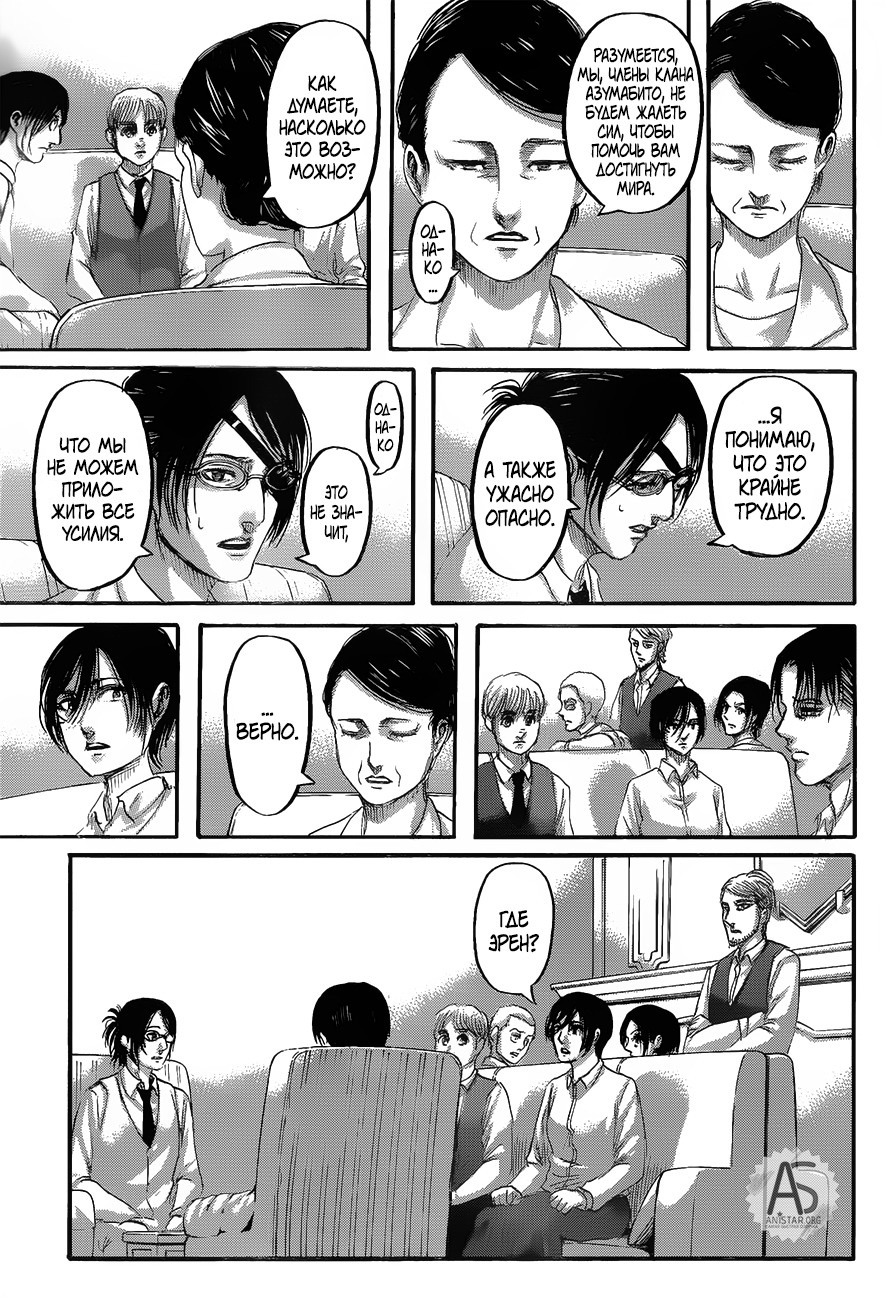 РАЗУМЕЕТСЯ,
МЫ, ЧЛЕНЫ КЛАНА
АЗУМАБИТО, НЕ
БУДЕМ ЖАЛЕТЬ
СИЛ, ЧТОБЫ
ПОМОЧЬ ВАМ
ДОСТИГНУТЬ
МИРА.
ОД-
НА-
КО
...
КАК
ДУМАЕТЕ,
НАСКОЛЬКО
ЭТО ВОЗ-
МОЖНО?
...Я
ПОНИМАЮ,
ЧТО ЭТО
КРАЙНЕ
ТРУДНО.
А ТАКЖЕ
УЖАСНО
ОПАСНО.
ОД-
НА-
КО
ЭТО
НЕ ЗНА-
ЧИТ,
ЧТО МЫ
НЕ МОЖЕМ
ПРИЛО-
ЖИТЬ ВСЕ
УСИЛИЯ.
...
ВЕРНО.
ГДЕ
ЭРЕН?
AS
ANISTAR.ORG